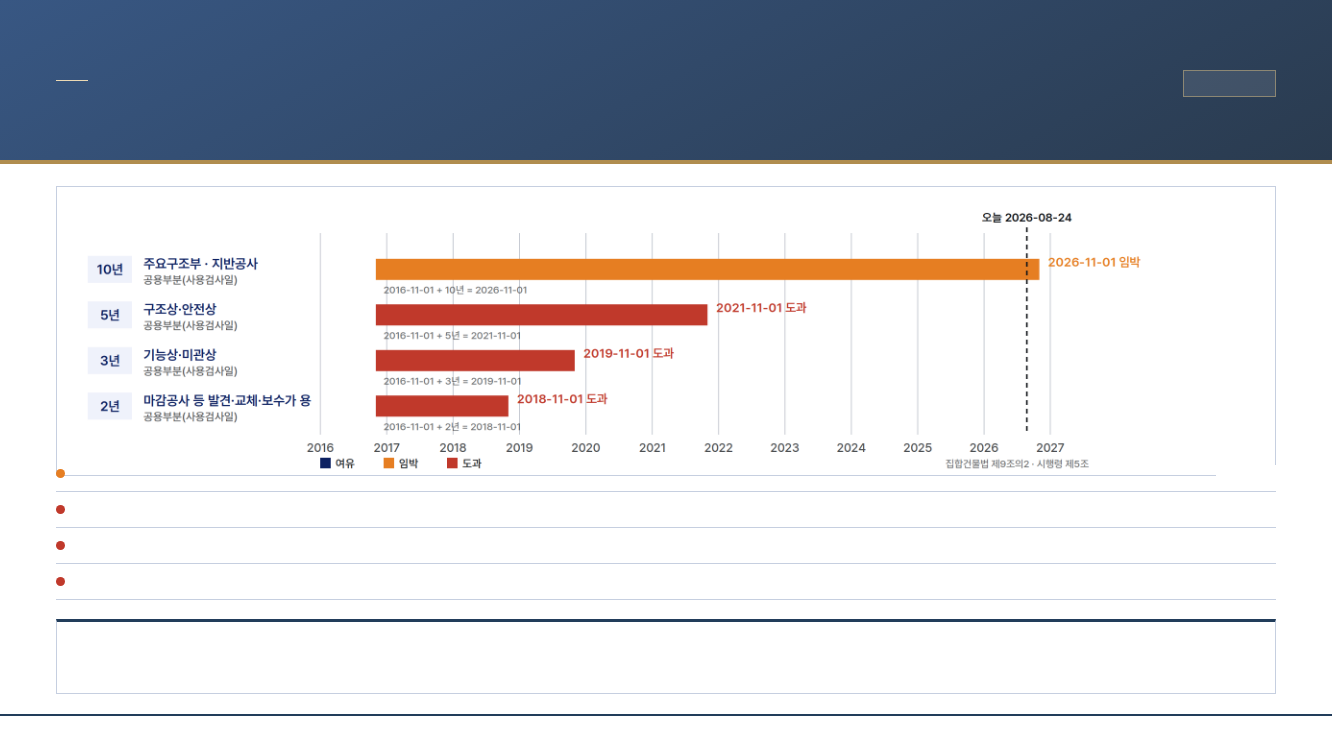 오늘 2026-08-24
10년
주요구조부 · 지반공사
공용부분(사용검사일)
2026-11-01 임박
2016-11-01 + 10년 = 2026-11-01
5년
구조상·안전상
공용부분(사용검사일)
2021-11-01 도과
2016-11-01 + 5년 = 2021-11-01
3년
기능상·미관상
공용부분(사용검사일)
2019-11-01 도과
2016-11-01 + 3년 = 2019-11-01
2년
마감공사 등 발견·교체·보수가 용
공용부분(사용검사일)
2018-11-01 도과
2016-11-01 + 2년 = 2018-11-01
2016 2017 2018 2019 2020 2021 2022 2023 2024 2025 2026 2027
여유 임박 도과
집합건물법 제9조의2 · 시행령 제5조